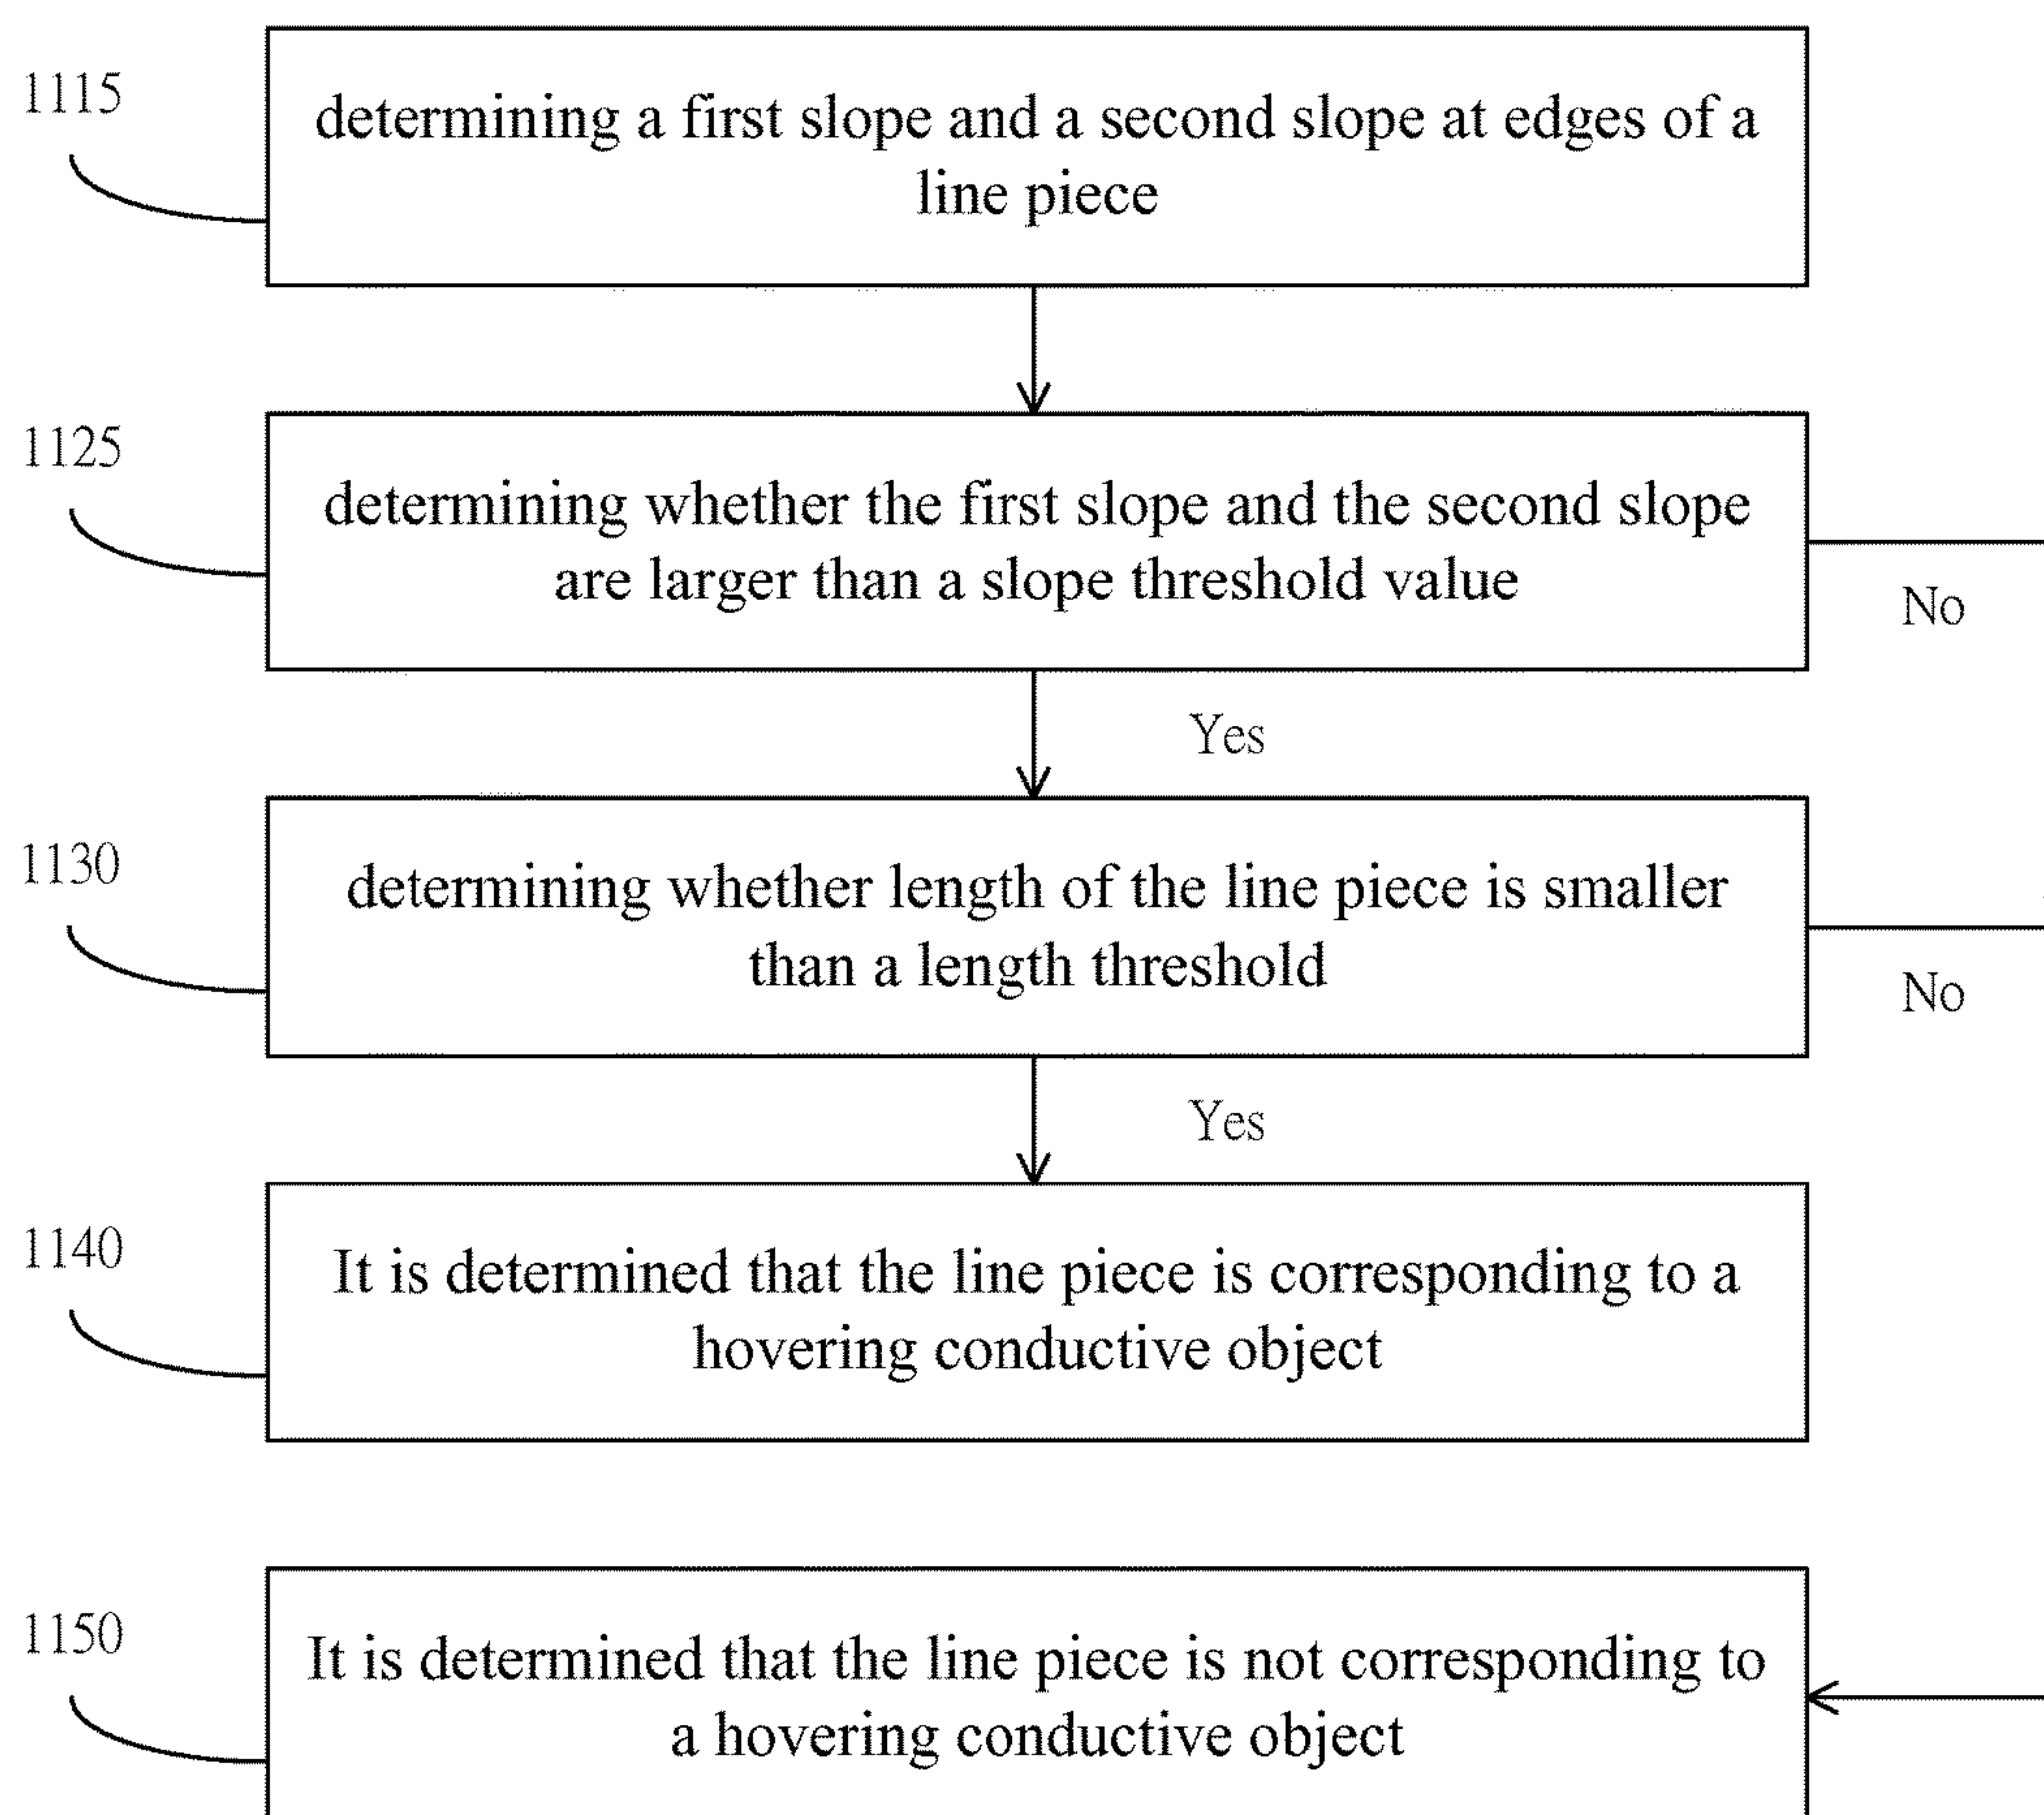 1115
determining a first slope and a second slope at edges of a
line piece
1125
determining whether the first slope and the second slope
are larger than a slope threshold value
No
Yes
1130
determining whether length of the line piece is smaller
than a length threshold
No
Yes
1140
It is determined that the line piece is corresponding to a
hovering conductive object
1150
It is determined that the line piece is not corresponding to
a hovering conductive object